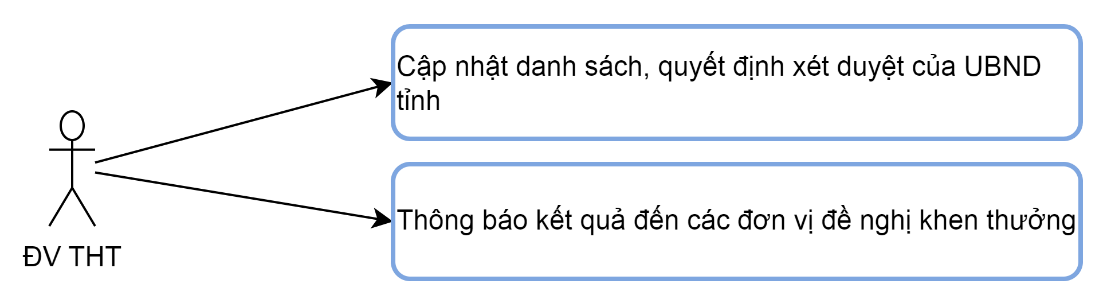 Cập nhật danh sách, quyết định xét duyệt của UBND
tỉnh
Thông báo kết quả đến các đơn vị đề nghị khen thưởng
ĐV THT